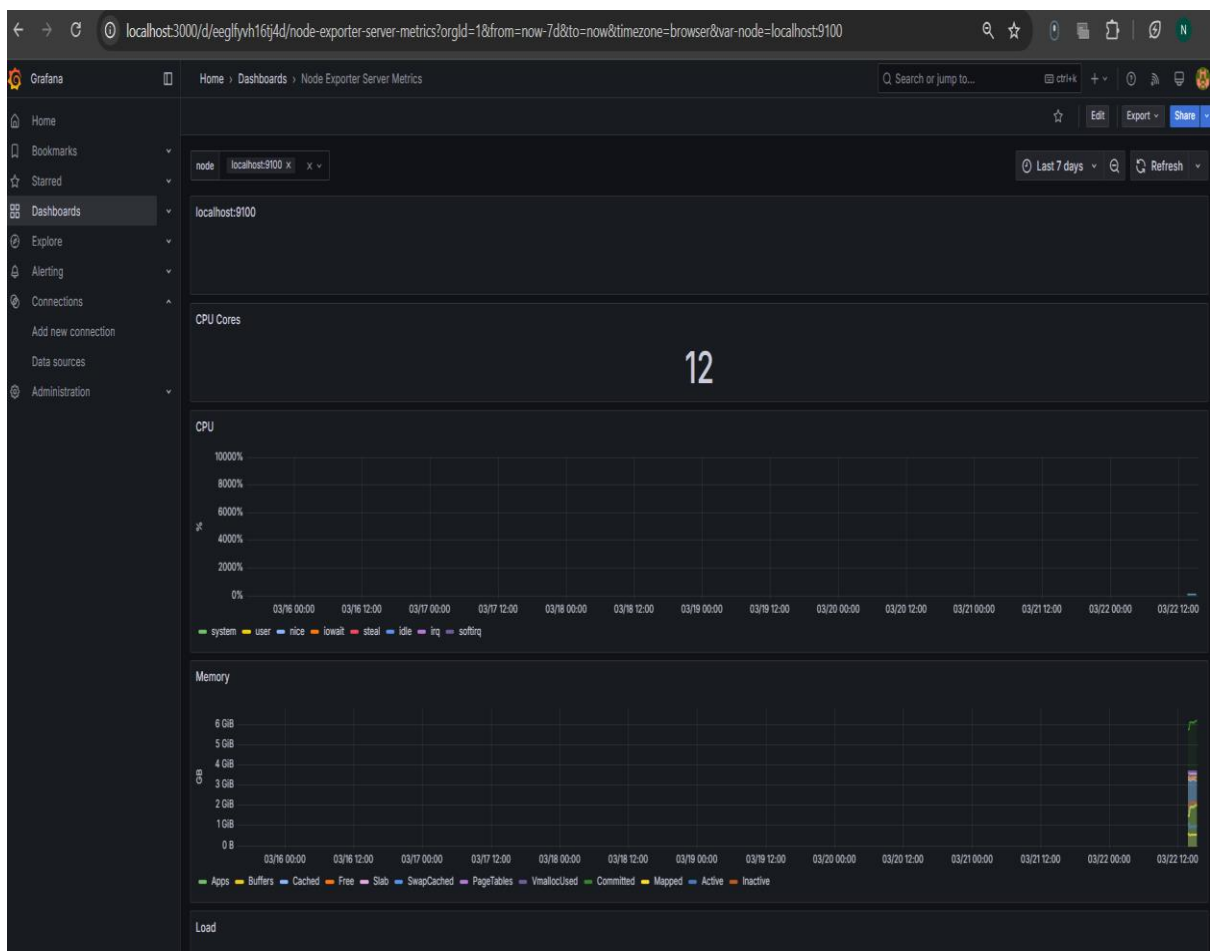 localhost:3000/d/eeglfyvh16tj4d/node-exporter-server-metrics?orgId=1&from=now-7d&to=now&timezone=browser&var-node=localhost:9100
N
Grafana
Home › Dashboards › Node Exporter Server Metrics
Search or jump to...
ctrl+k
Edit
Export
Share
Home
Bookmarks
Starred
Dashboards
Explore
Alerting
Connections
Add new connection
Data sources
Administration
node localhost:9100 x x
Last 7 days
Refresh
localhost:9100
CPU Cores
12
CPU
10000%
8000%
6000%
%
4000%
2000%
0%
03/16 00:00 03/16 12:00 03/17 00:00 03/17 12:00 03/18 00:00 03/18 12:00 03/19 00:00 03/19 12:00 03/20 00:00 03/20 12:00 03/21 00:00 03/21 12:00 03/22 00:00 03/22 12:00
system user nice iowait steal idle irq softirq
Memory
6 GiB
5 GiB
4 GiB
GB
3 GiB
2 GiB
1 GiB
0 B
03/16 00:00 03/16 12:00 03/17 00:00 03/17 12:00 03/18 00:00 03/18 12:00 03/19 00:00 03/19 12:00 03/20 00:00 03/20 12:00 03/21 00:00 03/21 12:00 03/22 00:00 03/22 12:00
Apps Buffers Cached Free Slab SwapCached PageTables VmallocUsed Committed Mapped Active Inactive
Load